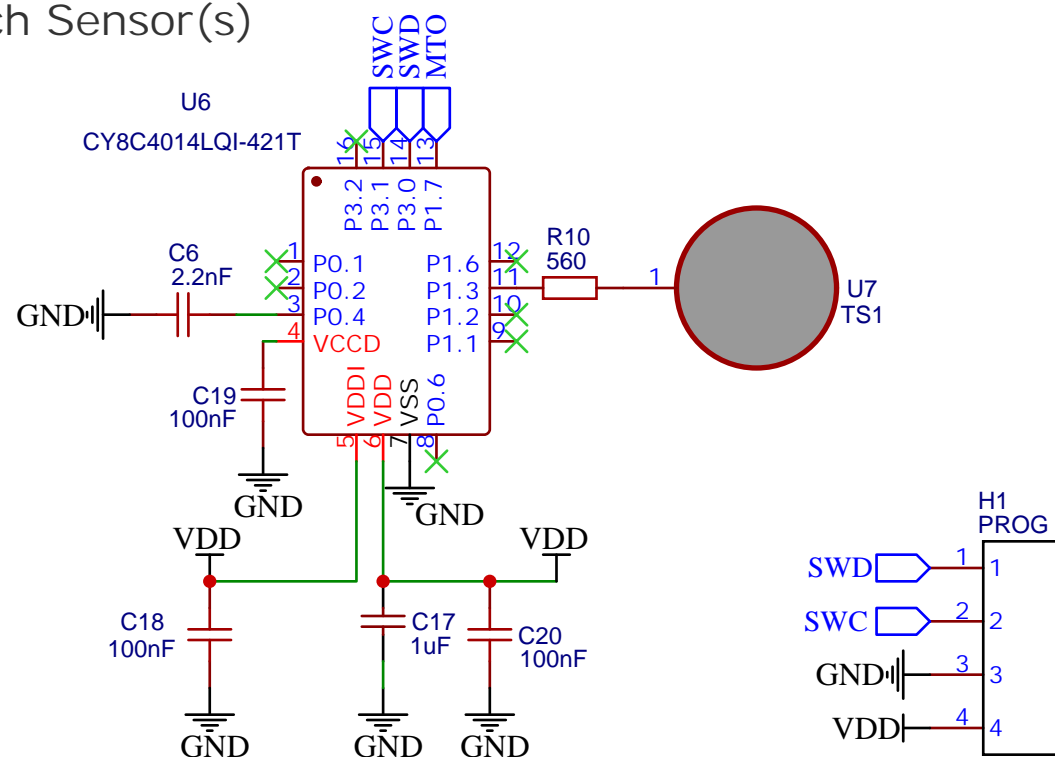 ch Sensor(s)
SWC
SWD
MTO
U6
CY8C4014LQI-421T
16
15
14
13
P3.2
P3.1
P3.0
P1.7
1
P0.1
2
P0.2
3
P0.4
4
VCCD
12
P1.6
11
P1.3
10
P1.2
9
P1.1
VDDI
VDD
VSS
P0.6
5
6
7
8
C6
2.2nF
GND
C19
100nF
GND
GND
R10
560
1
U7
TS1
VDD
VDD
C18
100nF
C17
1uF
C20
100nF
GND
GND
GND
H1
PROG
SWD
1
1
SWC
2
2
GND
3
3
VDD
4
4